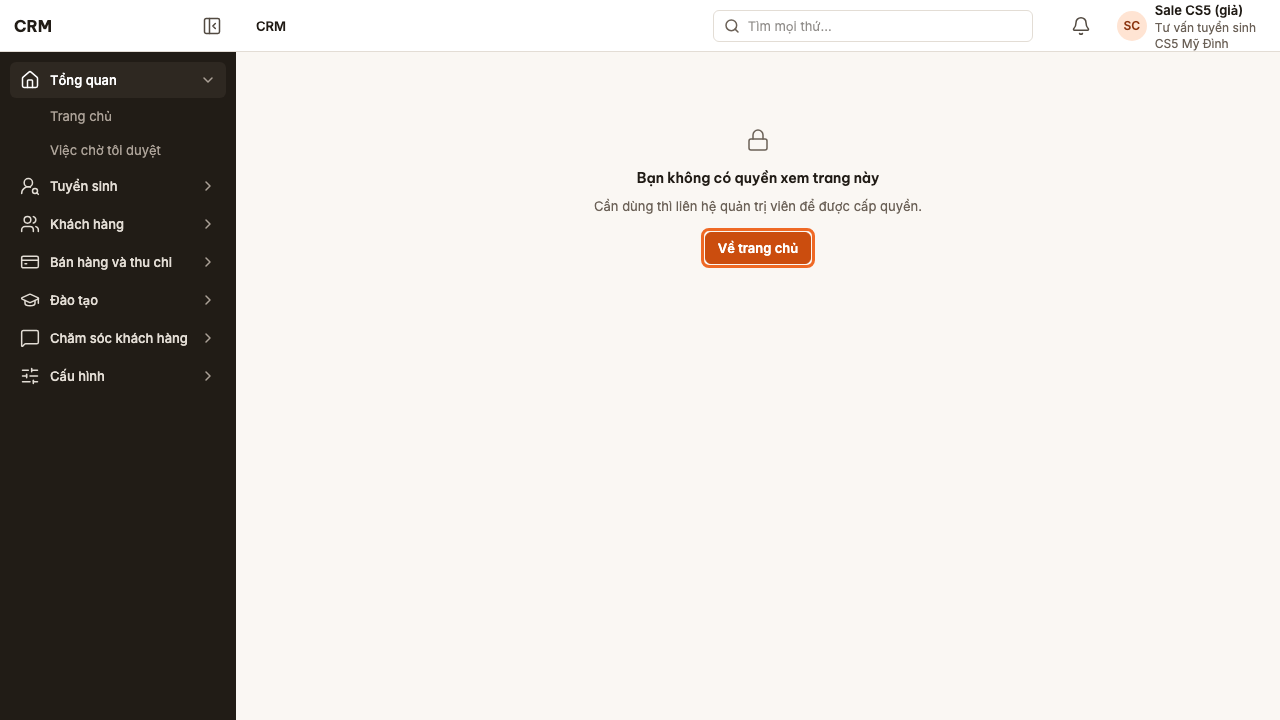 CRM
CRM
Tìm mọi thứ...
SC
Sale CS5 (giả)
Tư vấn tuyển sinh
CS5 Mỹ Đình
Tổng quan
Trang chủ
Việc chờ tôi duyệt
Tuyển sinh
Khách hàng
Bán hàng và thu chi
Đào tạo
Chăm sóc khách hàng
Cấu hình
Bạn không có quyền xem trang này
Cần dùng thì liên hệ quản trị viên để được cấp quyền.
Về trang chủ